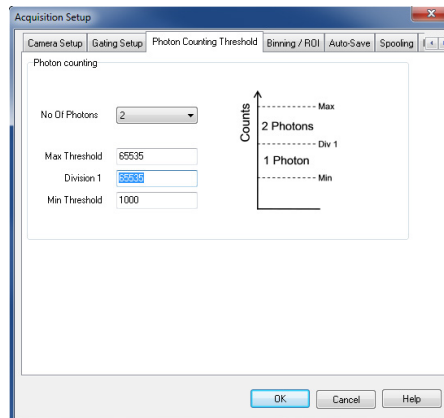 Acquisition Setup
Camera Setup Gating Setup Photon Counting Threshold Binning / ROI Auto-Save Spooling
Photon counting
No Of Photons 2
Max Threshold 65535
Division 1 65535
Min Threshold 1000
Counts
Max
2 Photons
Div 1
1 Photon
Min
OK Cancel Help